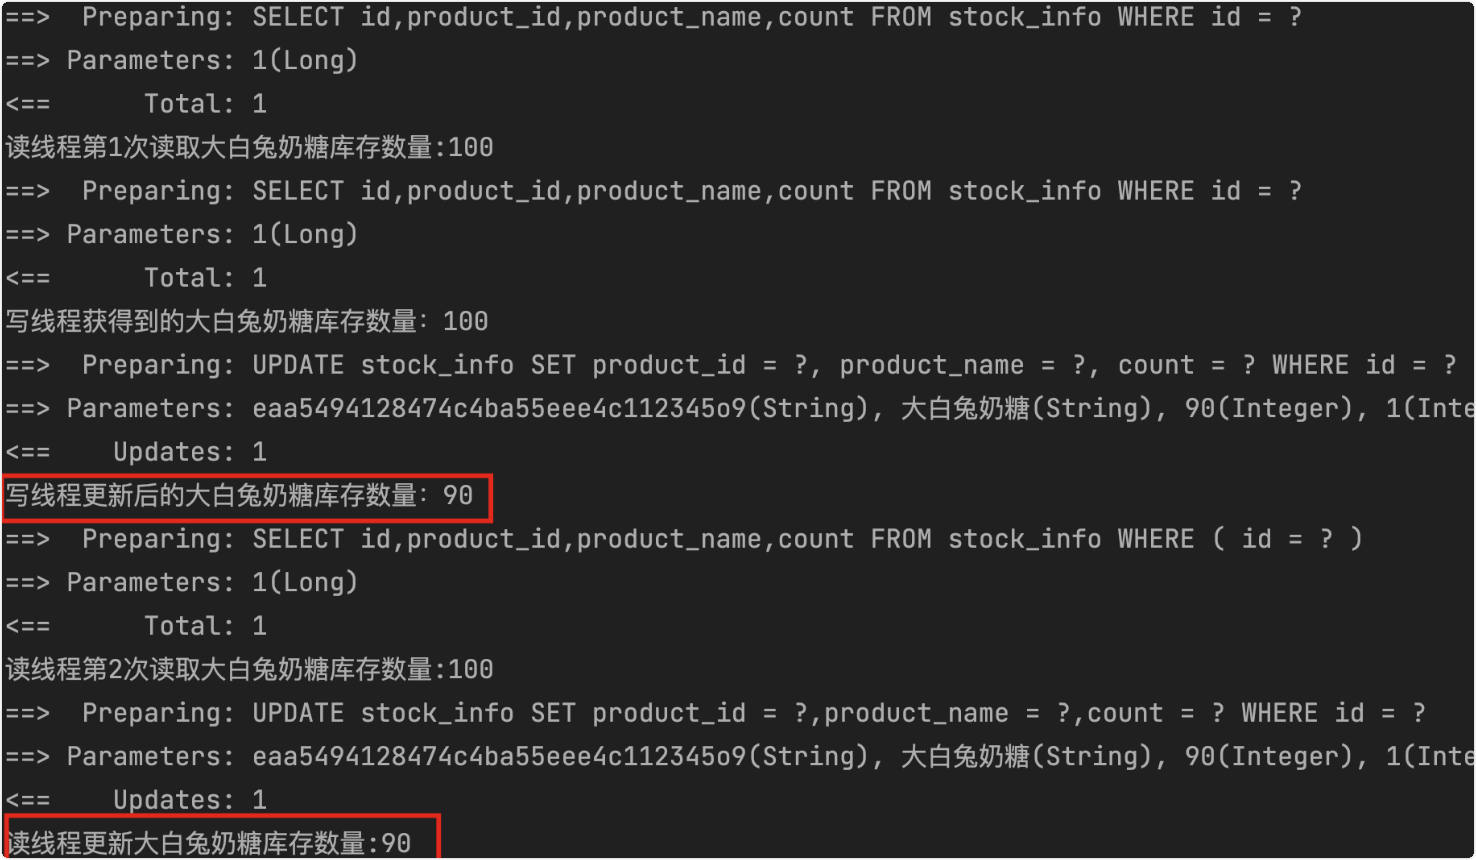 ==>  Preparing: SELECT id,product_id,product_name,count FROM stock_info WHERE id = ?
==> Parameters: 1(Long)
<==      Total: 1
读线程第1次读取大白兔奶糖库存数量:100
==>  Preparing: SELECT id,product_id,product_name,count FROM stock_info WHERE id = ?
==> Parameters: 1(Long)
<==      Total: 1
写线程获得到的大白兔奶糖库存数量：100
==>  Preparing: UPDATE stock_info SET product_id = ?, product_name = ?, count = ? WHERE id = ?
==> Parameters: eaa5494128474c4ba55eee4c112345o9(String), 大白兔奶糖(String), 90(Integer), 1(Inte
<==    Updates: 1
写线程更新后的大白兔奶糖库存数量：90
==>  Preparing: SELECT id,product_id,product_name,count FROM stock_info WHERE ( id = ? )
==> Parameters: 1(Long)
<==      Total: 1
读线程第2次读取大白兔奶糖库存数量:100
==>  Preparing: UPDATE stock_info SET product_id = ?,product_name = ?,count = ? WHERE id = ?
==> Parameters: eaa5494128474c4ba55eee4c112345o9(String), 大白兔奶糖(String), 90(Integer), 1(Inte
<==    Updates: 1
读线程更新大白兔奶糖库存数量:90